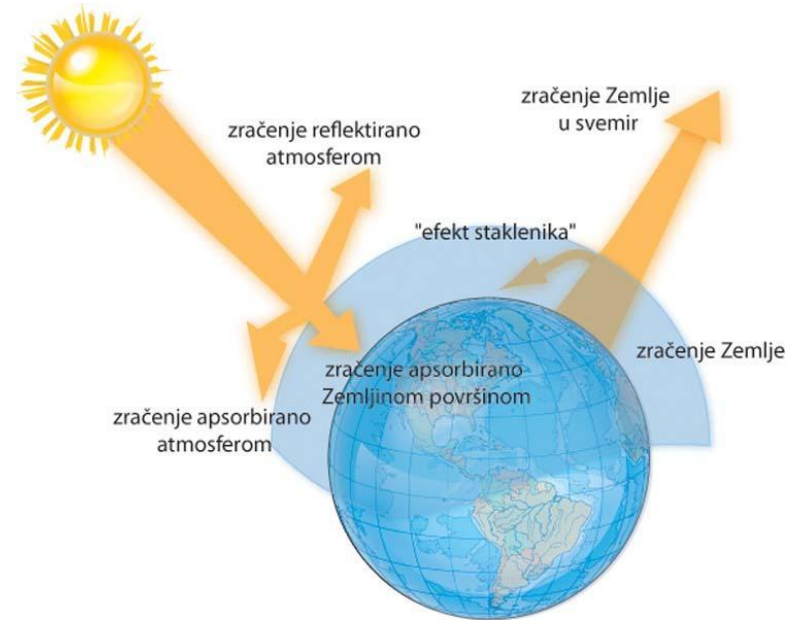 zračenje Zemlje
u svemir
zračenje reflektirano
atmosferom
"efekt staklenika"
zračenje Zemlje
zračenje apsorbirano
Zemljinom površinom
zračenje apsorbirano
atmosferom